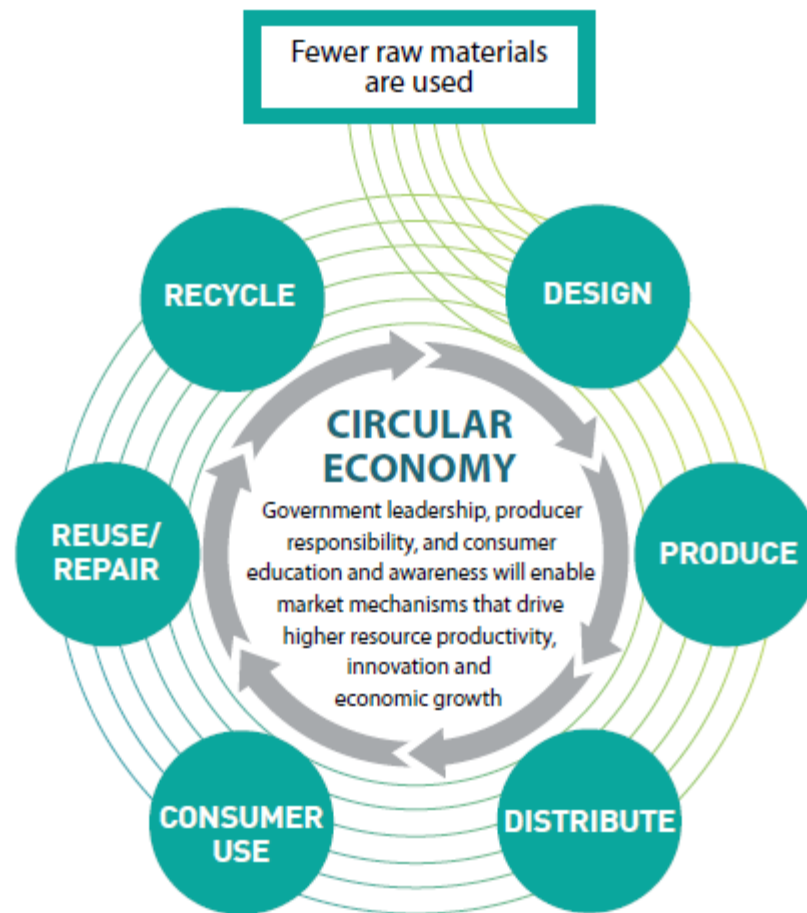 Fewer raw materials
are used
RECYCLE
DESIGN
CIRCULAR
ECONOMY
Government leadership, producer
responsibility, and consumer
education and awareness will enable
market mechanisms that drive
higher resource productivity,
innovation and
economic growth
REUSE/
REPAIR
PRODUCE
CONSUMER
USE
DISTRIBUTE